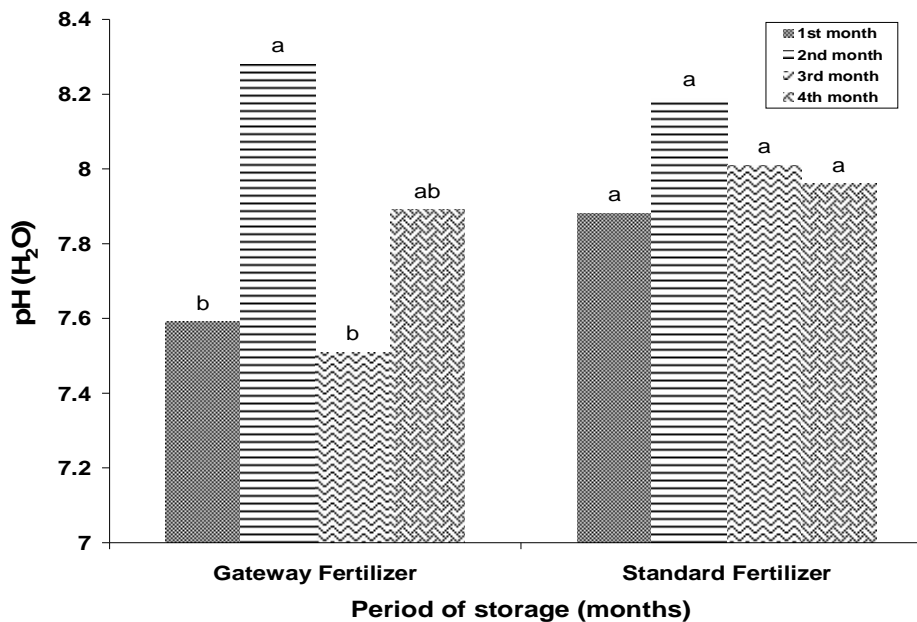 8.4
8.2
8
7.8
7.6
7.4
7.2
7
pH (H₂O)
b
a
b
ab
a
a
a
a
1st month
2nd month
3rd month
4th month
Gateway Fertilizer
Standard Fertilizer
Period of storage (months)